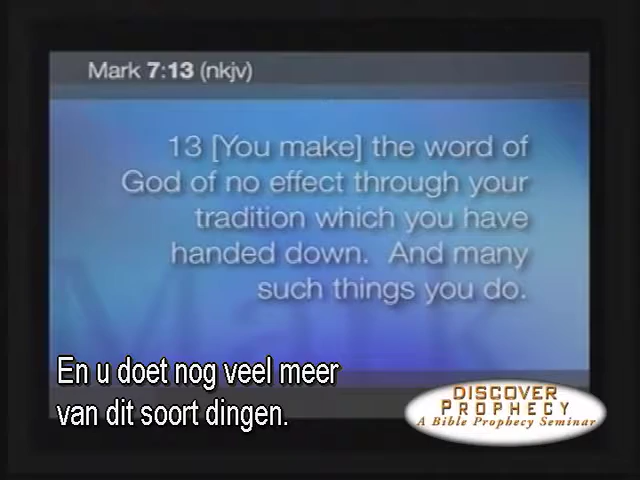 Mark 7:13 (nkjv)
13 [You make] the word of
God of no effect through your
tradition which you have
handed down. And many
such things you do.
Mark
En u doet nog veel meer
van dit soort dingen.
DISCOVER
PROPHECY
A Bible Prophecy Seminar